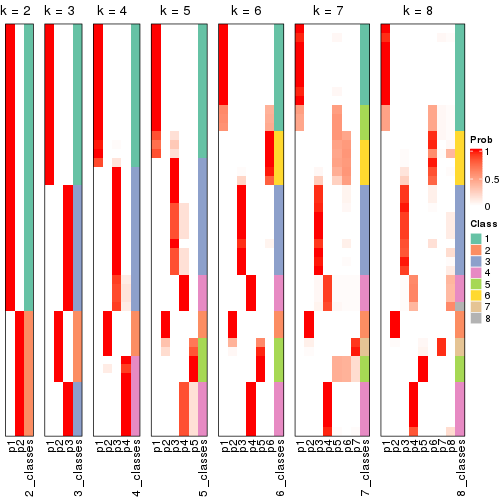 k = 2 k = 3 k = 4 k = 5 k = 6 k = 7 k = 8
Prob
1
0.5
0
Class
1
2
3
4
5
6
7
8
p1 p2 2_classes
p1 p2 p3 3_classes
p1 p2 p3 p4 4_classes
p1 p2 p3 p4 p5 5_classes
p1 p2 p3 p4 p5 p6 6_classes
p1 p2 p3 p4 p5 p6 p7 7_classes
p1 p2 p3 p4 p5 p6 p7 p8 8_classes